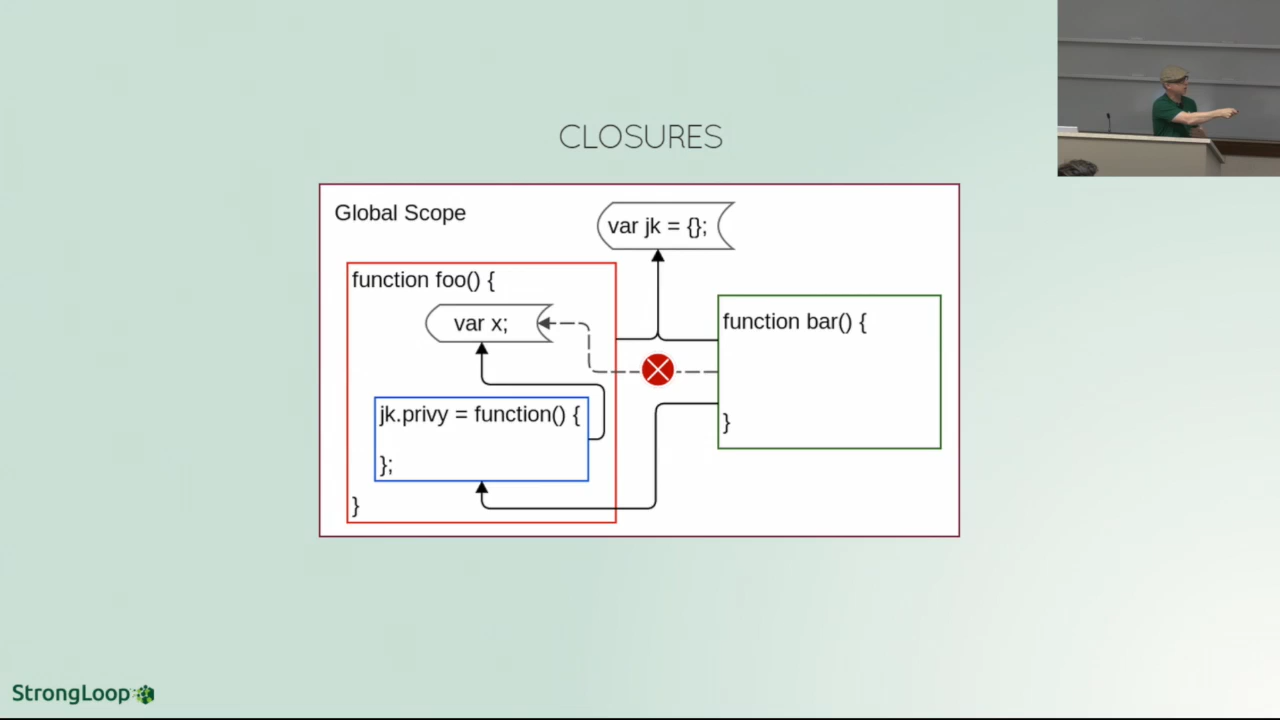 CLOSURES
Global Scope
var jk = {};
function foo() {
var x;
jk.privy = function() {
};
}
function bar() {
}
StrongLoop